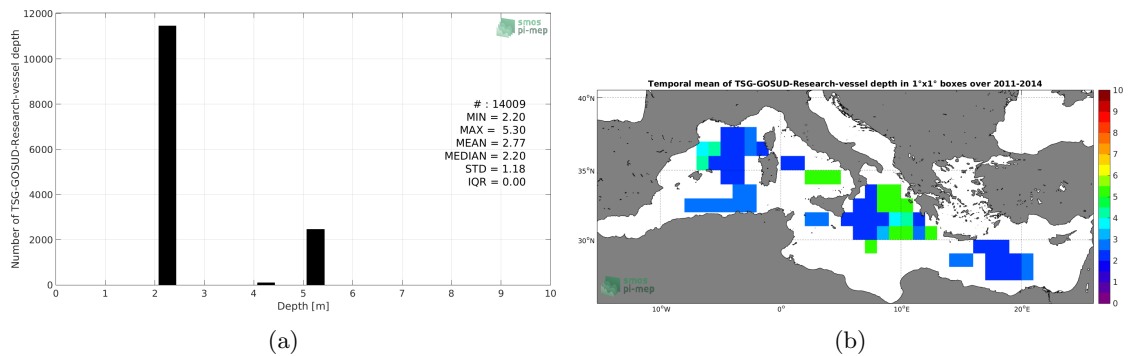 12000
10000
8000
6000
4000
2000
0
Number of TSG-GOSUD-Research-vessel depth
smos
pi-mep
# : 14009
MIN = 2.20
MAX = 5.30
MEAN = 2.77
MEDIAN = 2.20
STD = 1.18
IQR = 0.00
0 1 2 3 4 5 6 7 8 9 10
Depth [m]
(a)
Temporal mean of TSG-GOSUD-Research-vessel depth in 1°x1° boxes over 2011-2014
40°N
35°N
30°N
10°W 0° 10°E 20°E
smos
pi-mep
10
9
8
7
6
5
4
3
2
1
0
(b)